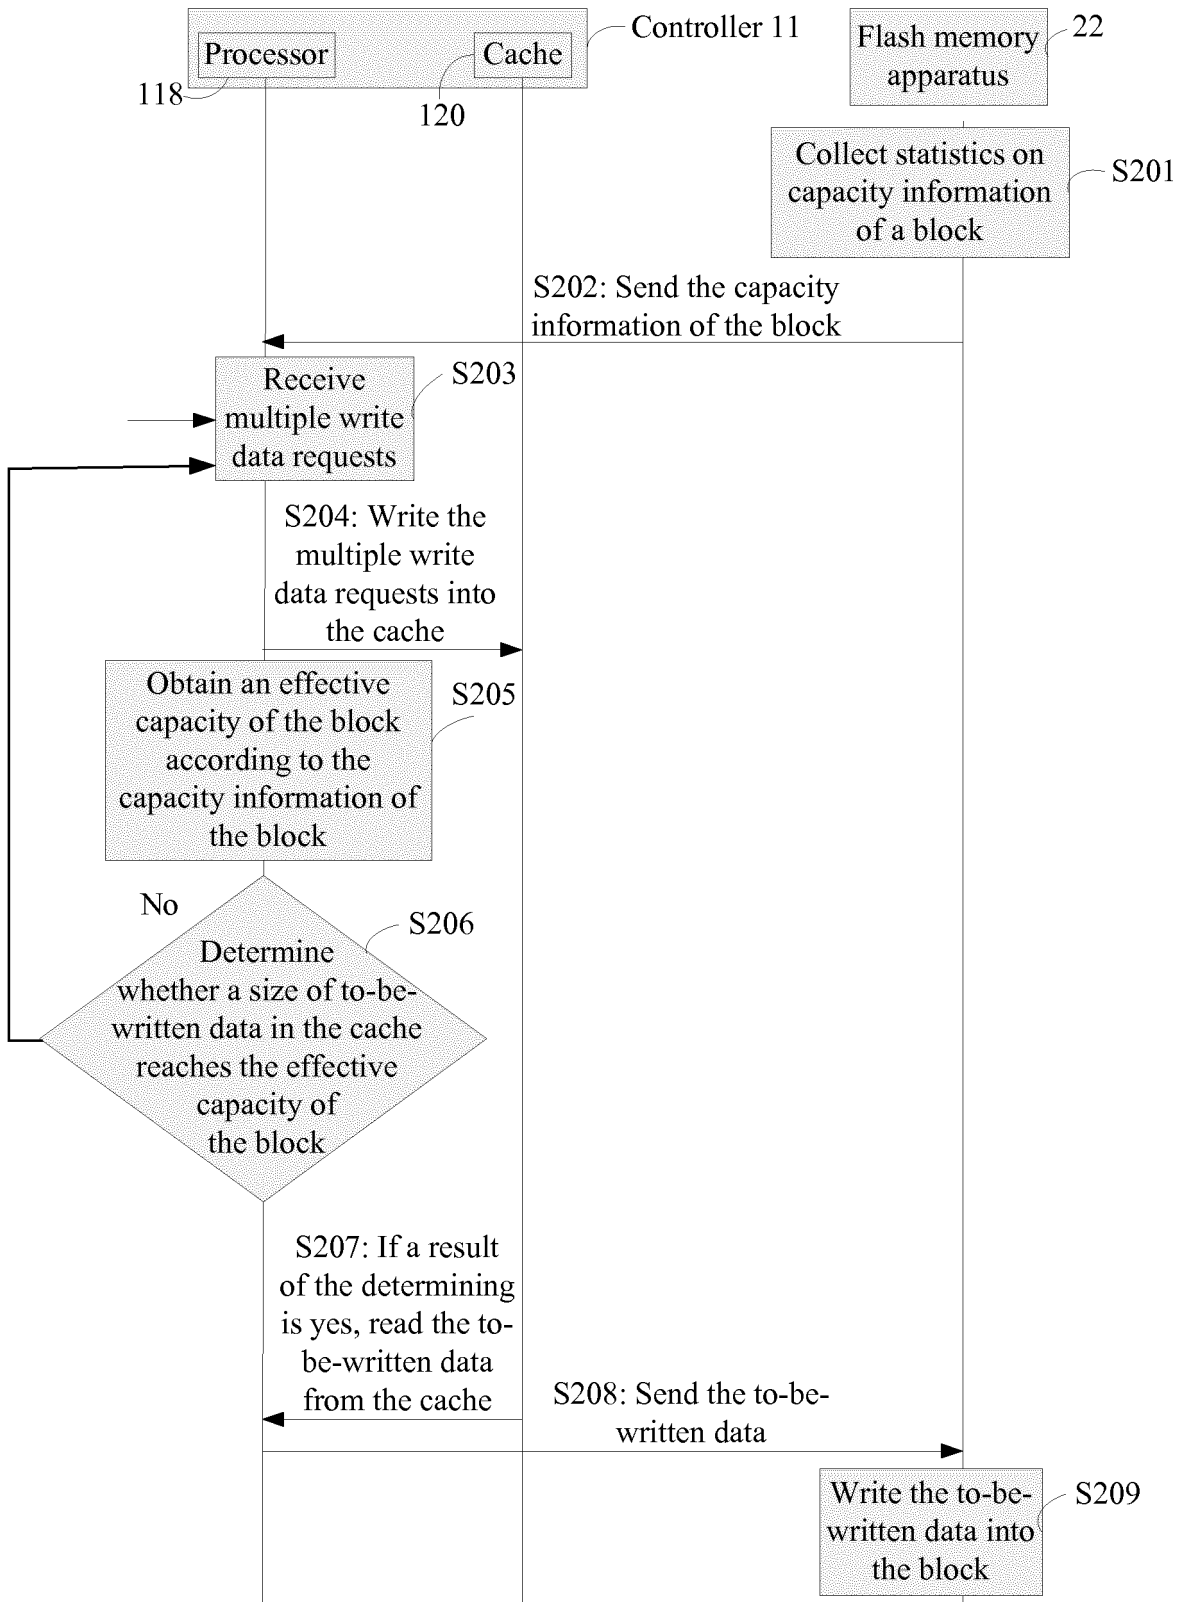 Controller 11
Processor
Cache
118
120
Flash memory
apparatus
22
Collect statistics on
capacity information
of a block
S201
S202: Send the capacity
information of the block
Receive
multiple write
data requests
S203
S204: Write the
multiple write
data requests into
the cache
Obtain an effective
capacity of the block
according to the
capacity information of
the block
S205
No
S206
Determine
whether a size of to-be-
written data in the cache
reaches the effective
capacity of
the block
S207: If a result
of the determining
is yes, read the to-
be-written data
from the cache
S208: Send the to-be-
written data
Write the to-be-
written data into
the block
S209